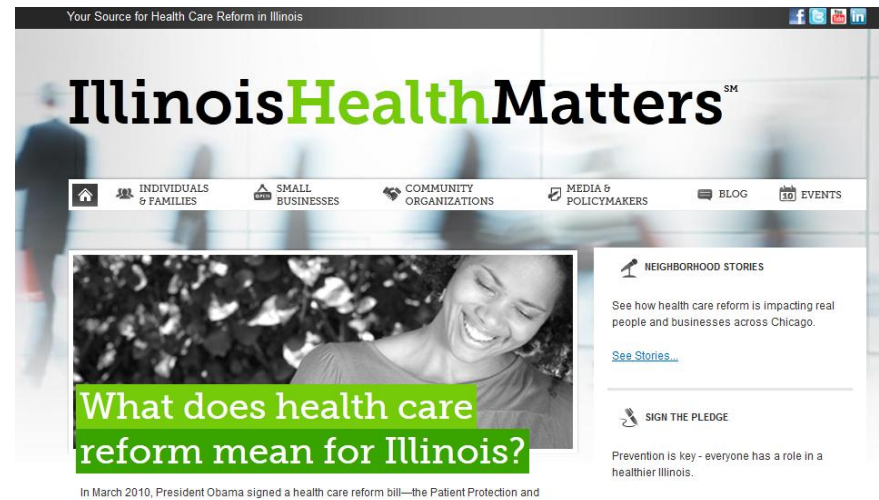 Your Source for Health Care Reform in Illinois
IllinoisHealthMatters℠
INDIVIDUALS
& FAMILIES
SMALL
BUSINESSES
COMMUNITY
ORGANIZATIONS
MEDIA &
POLICYMAKERS
BLOG
10
EVENTS
What does health care
reform mean for Illinois?
In March 2010, President Obama signed a health care reform bill—the Patient Protection and
NEIGHBORHOOD STORIES
See how health care reform is impacting real
people and businesses across Chicago.
See Stories...
SIGN THE PLEDGE
Prevention is key - everyone has a role in a
healthier Illinois.